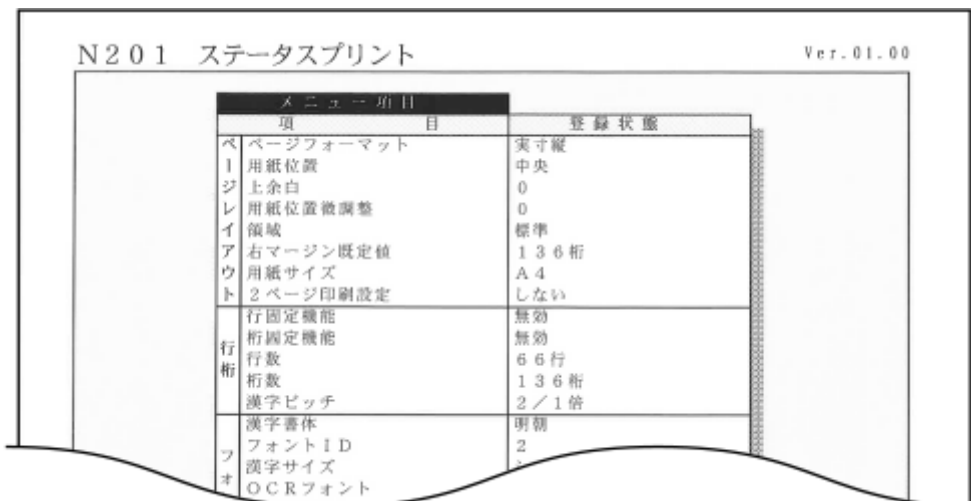 N201 ステータスプリント
Ver.01.00
メニュー項目
項 目 登録状態
ページレイアウト
ページフォーマット 実寸縦
用紙位置 中央
上余白 0
用紙位置微調整 0
領域 標準
右マージン既定値 136桁
用紙サイズ A4
2ページ印刷設定 しない
行桁
行固定機能 無効
桁固定機能 無効
行数 66行
桁数 136桁
漢字ピッチ 2/1倍
フォ
漢字書体 明朝
フォントID 2
漢字サイズ
OCRフォント